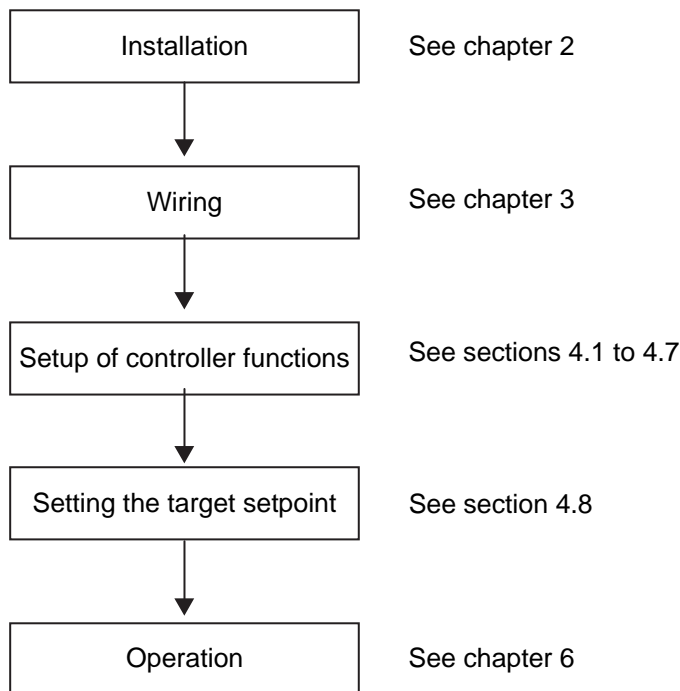 Installation See chapter 2
Wiring See chapter 3
Setup of controller functions See sections 4.1 to 4.7
Setting the target setpoint See section 4.8
Operation See chapter 6